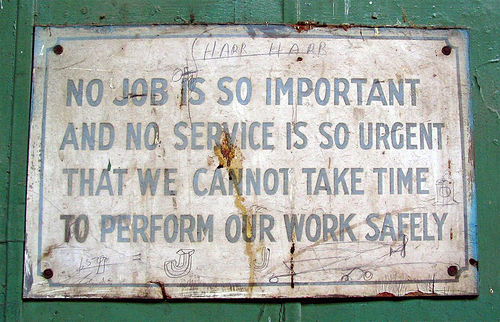 HARR HARR
NO JOB IS SO IMPORTANT
AND NO SERVICE IS SO URGENT
THAT WE CANNOT TAKE TIME
TO PERFORM OUR WORK SAFELY